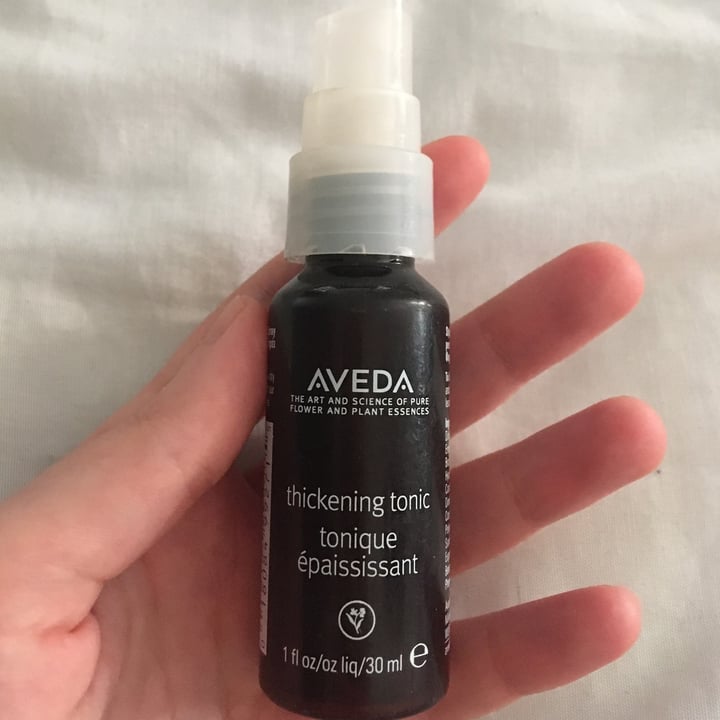 AVEDA
THE ART AND SCIENCE OF PURE
FLOWER AND PLANT ESSENCES
thickening tonic
tonique
épaississant
1 fl oz/oz liq/30 ml e